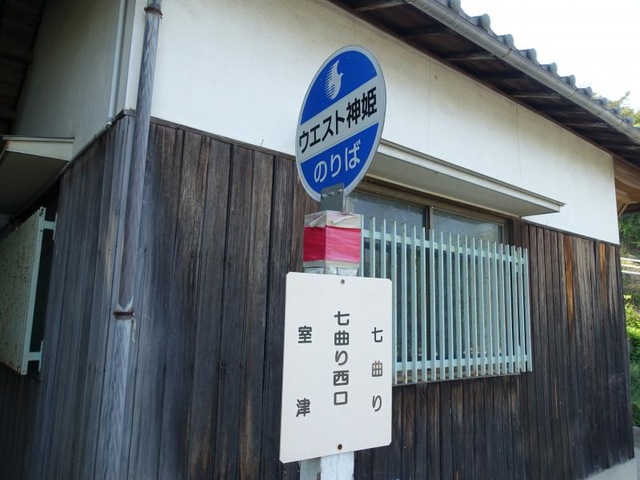 ウエスト神姫
のりば
七曲り
七曲り西口
室津